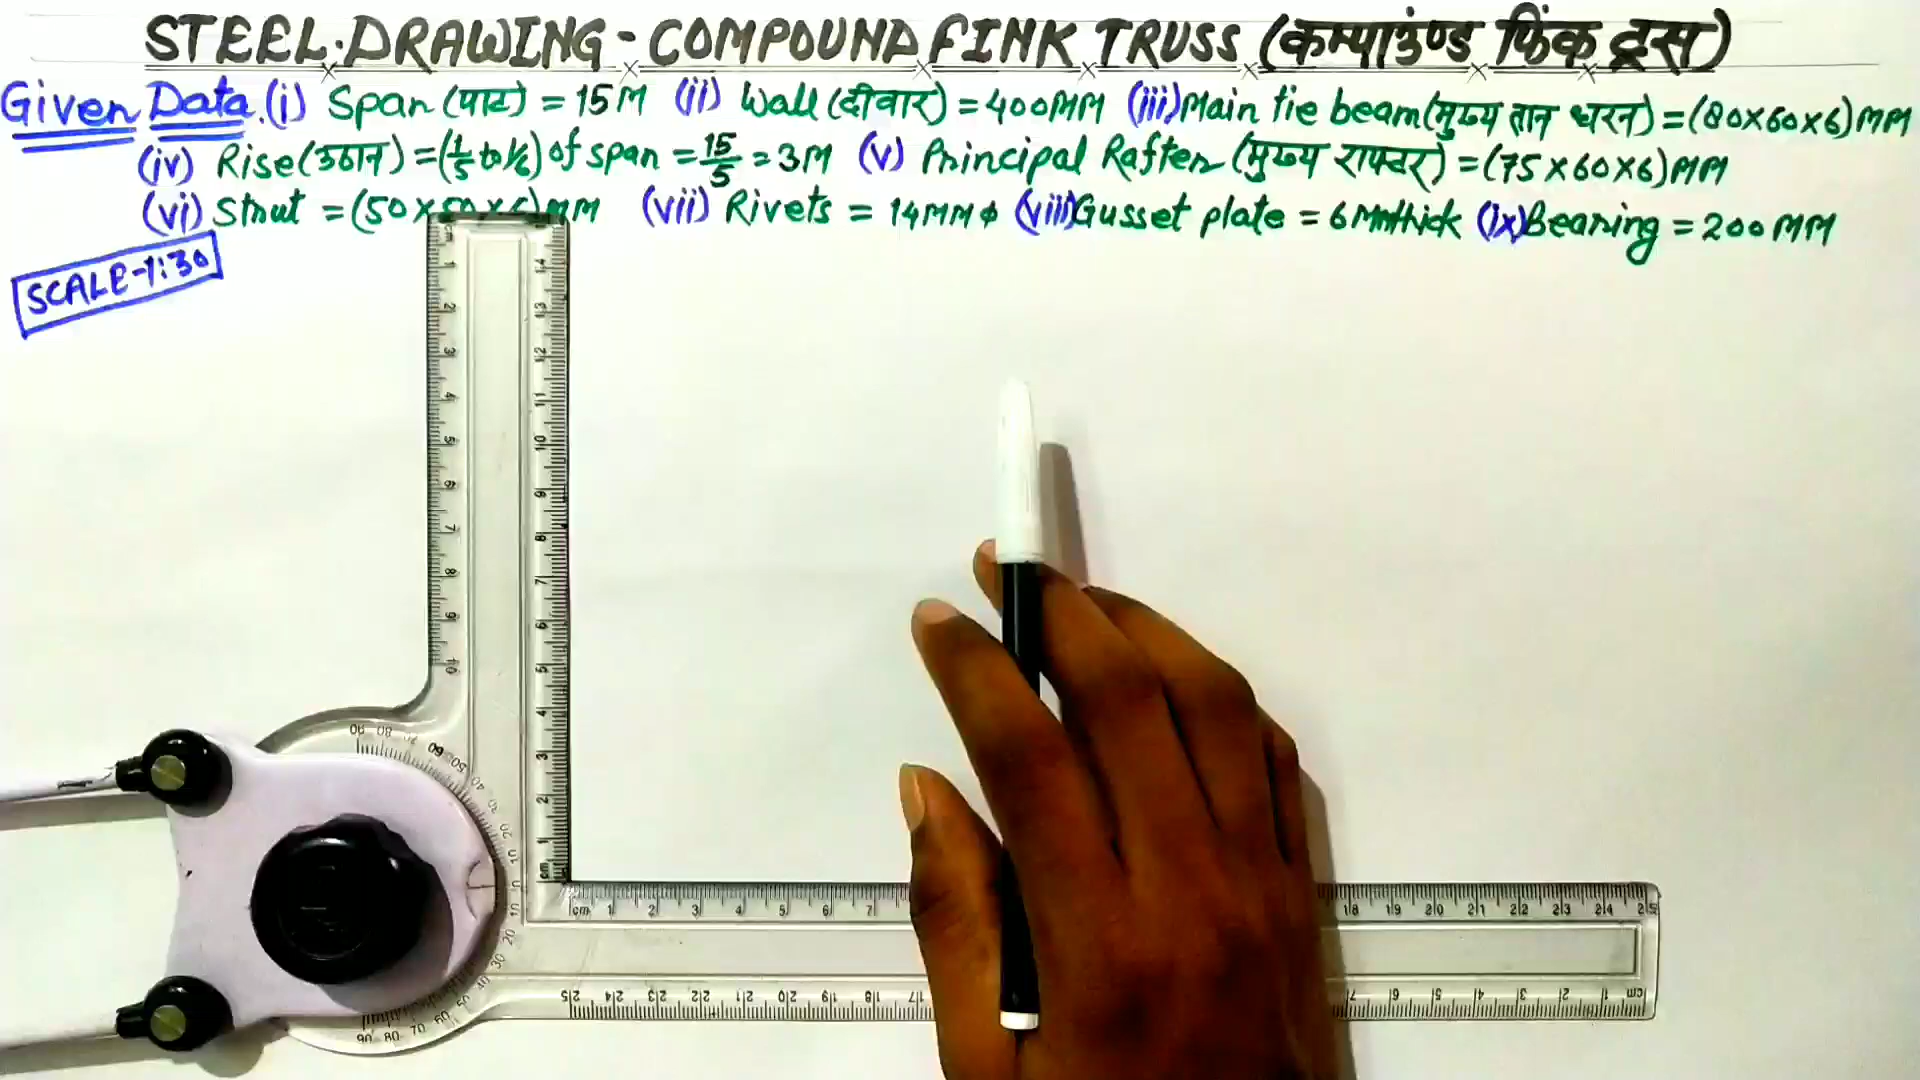 STEEL.DRAWING - COMPOUND FINK TRUSS (कम्पाउंण्ड फिंक ट्रस)
Given Data. (i) Span (पाट) = 15M (ii) Wall (दीवार) = 400MM (iii) Main tie beam (मुख्य तान धरन) = (80x60x6) MM
(iv) Rise (उठान) = (1/5 to 1/6) of span = 15/5 = 3M (v) Principal Rafter (मुख्य राफ्टर) = (75x60x6) MM
(vi) Strut = (50x50x6) MM (vii) Rivets = 14MM ϕ (viii) Gusset plate = 6MM thick (ix) Bearing = 200 MM
SCALE-1:30